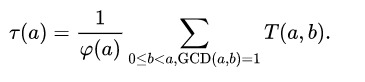 τ(a) = 1/φ(a) ∑_{0≤b<a,GCD(a,b)=1} T(a, b).